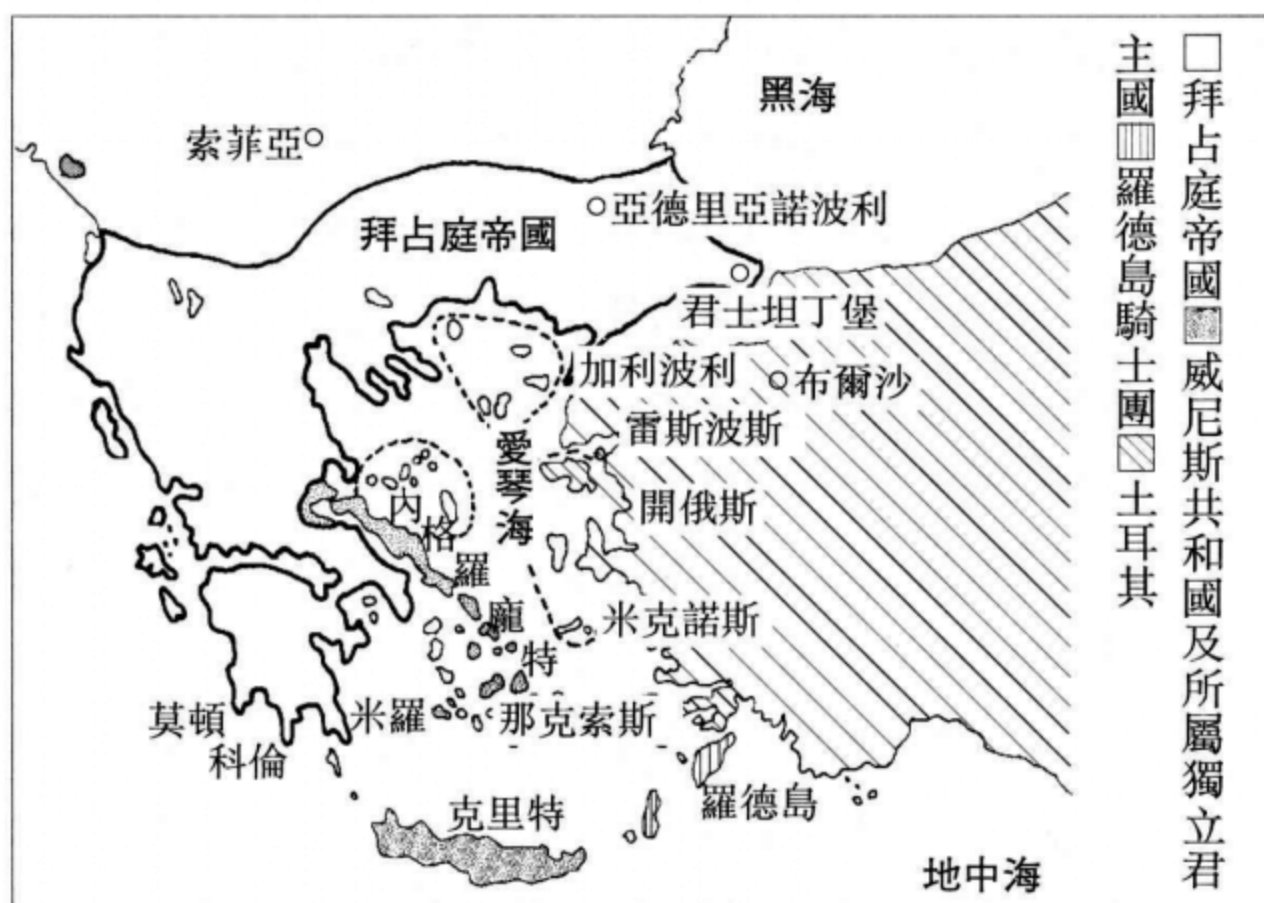 □拜占庭帝國 威尼斯共和國及所屬獨立君
主國 羅德島騎士團 土耳其
黑海
索菲亞
亞德里亞諾波利
拜占庭帝國
君士坦丁堡
加利波利
布爾沙
雷斯波斯
愛琴海
開俄斯
內格羅龐特
米克諾斯
莫頓
米羅
那克索斯
科倫
羅德島
克里特
地中海